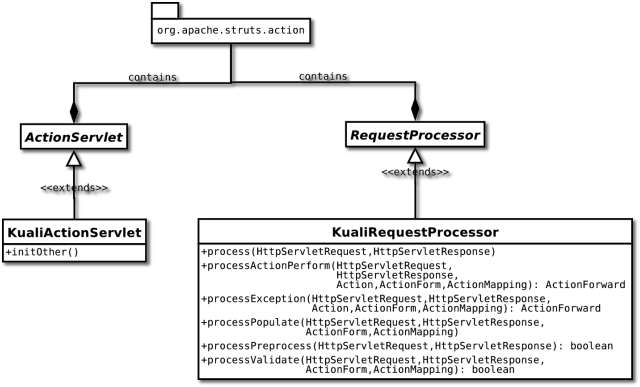 org.apache.struts.action
contains
contains
ActionServlet
RequestProcessor
<<extends>>
<<extends>>
KualiActionServlet
+initOther()
KualiRequestProcessor
+process(HttpServletRequest,HttpServletResponse)
+processActionPerform(HttpServletRequest,
HttpServletResponse,
Action,ActionForm,ActionMapping): ActionForward
+processException(HttpServletRequest,HttpServletResponse,
Action,ActionForm,ActionMapping): ActionForward
+processPopulate(HttpServletRequest,HttpServletResponse,
ActionForm,ActionMapping)
+processPreprocess(HttpServletRequest,HttpServletResponse): boolean
+processValidate(HttpServletRequest,HttpServletResponse,
ActionForm,ActionMapping): boolean